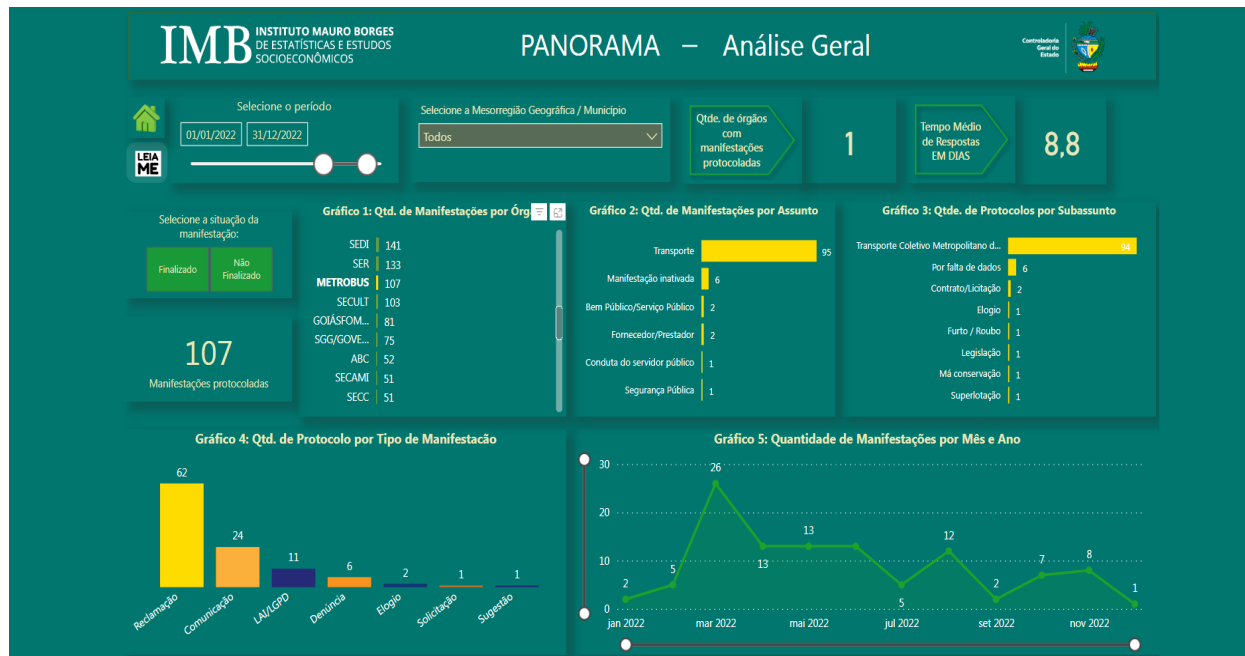 IMB INSTITUTO MAURO BORGES
DE ESTATÍSTICAS E ESTUDOS
SOCIOECONÔMICOS
PANORAMA – Análise Geral
Controladoria
Geral do
Estado
LEIA
ME
Selecione o período
01/01/2022 31/12/2022
Selecione a Mesorregião Geográfica / Município
Todos
Qtde. de órgãos
com
manifestações
protocoladas
1
Tempo Médio
de Respostas
EM DIAS
8,8
Selecione a situação da
manifestação:
Finalizado
Não
Finalizado
107
Manifestações protocoladas
Gráfico 1: Qtd. de Manifestações por Órg
SEDI 141
SER 133
METROBUS 107
SECULT 103
GOIÁSFOM... 81
SGG/GOVE... 75
ABC 52
SECAMI 51
SECC 51
Gráfico 2: Qtd. de Manifestações por Assunto
Transporte 95
Manifestação inativada 6
Bem Público/Serviço Público 2
Fornecedor/Prestador 2
Conduta do servidor público 1
Segurança Pública 1
Gráfico 3: Qtde. de Protocolos por Subassunto
Transporte Coletivo Metropolitano d... 94
Por falta de dados 6
Contrato/Licitação 2
Elogio 1
Furto / Roubo 1
Legislação 1
Má conservação 1
Superlotação 1
Gráfico 4: Qtd. de Protocolo por Tipo de Manifestacão
62
24
11
6
2
1
1
Reclamação
Comunicação
LAI/LGPD
Denúncia
Elogio
Solicitação
Sugestão
Gráfico 5: Quantidade de Manifestações por Mês e Ano
30
20
10
0
2
5
26
13
13
5
12
2
7
8
1
jan 2022 mar 2022 mai 2022 jul 2022 set 2022 nov 2022